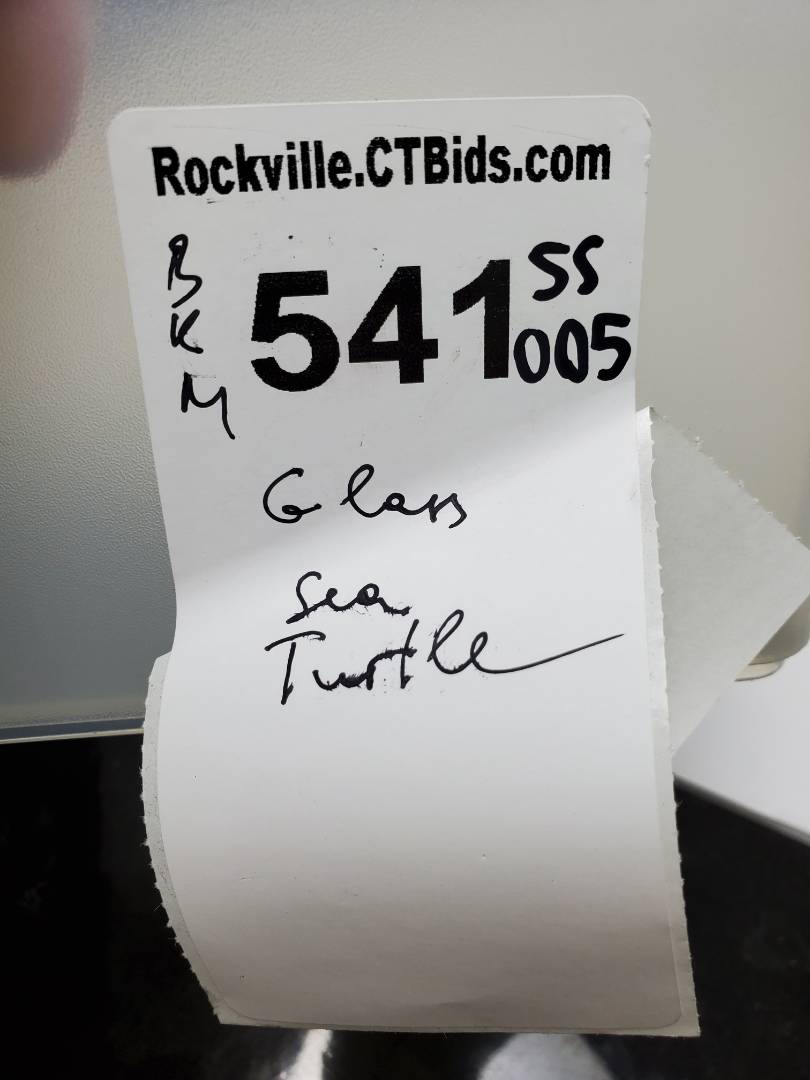 Rockville.CTBids.com
B
K
M
541
SS
005
Glass
Sea
Turtle